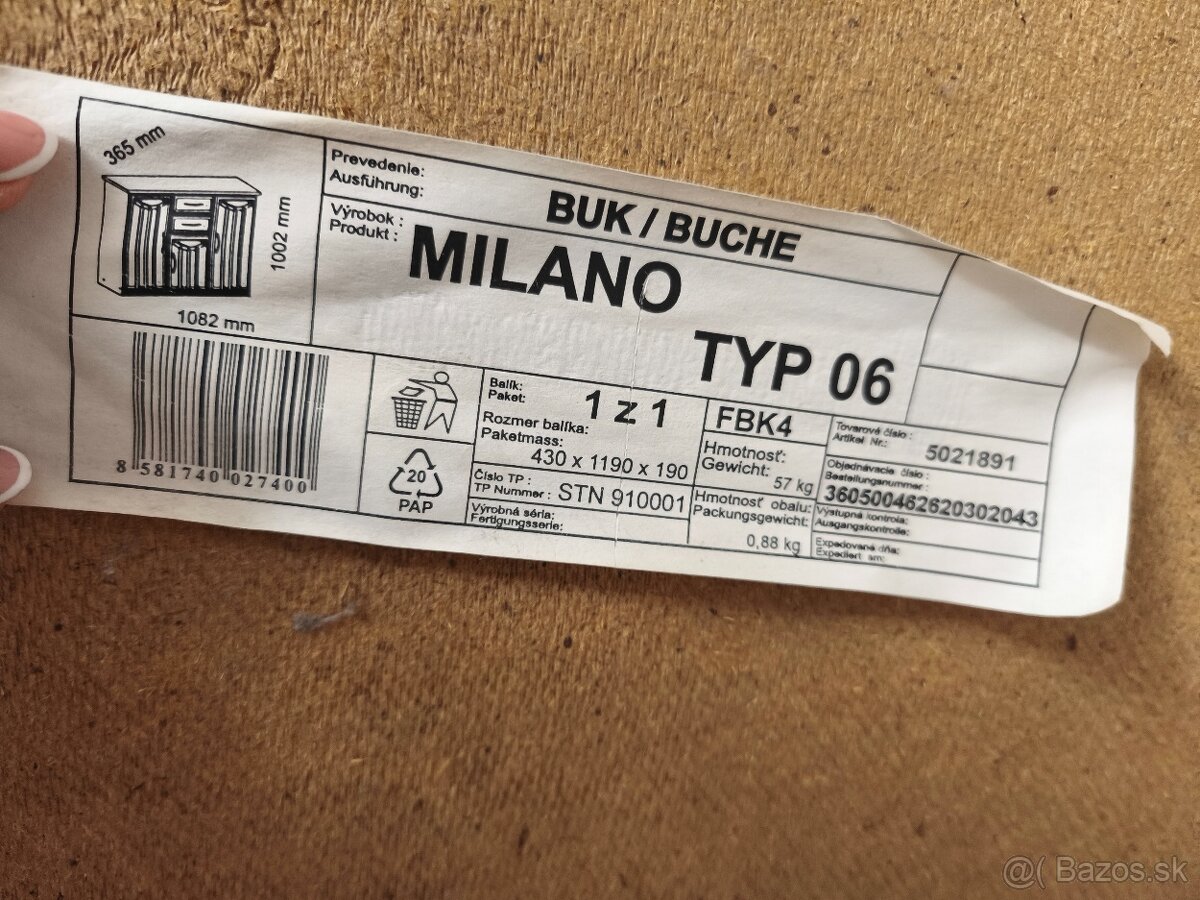 365 mm
1002 mm
1082 mm
Prevedenie:
Ausführung:
BUK / BUCHE
Výrobok :
Produkt :
MILANO
TYP 06
8 581740 027400
20
PAP
Balík:
Paket:
1 z 1
Rozmer balíka:
Paketmass:
430 x 1190 x 190
Číslo TP :
TP Nummer : STN 910001
Výrobná séria:
Fertigungsserie:
FBK4
Hmotnosť:
Gewicht:
57 kg
Hmotnosť obalu:
Packungsgewicht:
0,88 kg
Tovarové číslo :
Artikel Nr.: 5021891
Objednávacie číslo :
Bestellungsnummer :
360500462620302043
Výstupná kontrola:
Ausgangskontrolle:
Expedované dňa:
Expediert am:
@( Bazos.sk